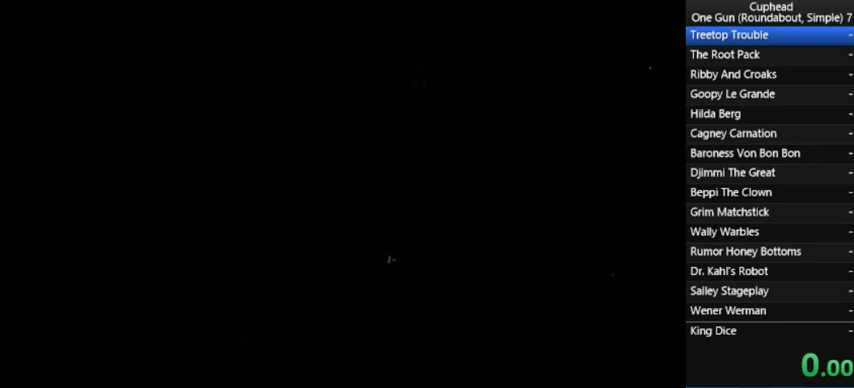 Cuphead
One Gun (Roundabout, Simple) 7
Treetop Trouble -
The Root Pack -
Ribby And Croaks -
Goopy Le Grande -
Hilda Berg -
Cagney Carnation -
Baroness Von Bon Bon -
Djimmi The Great -
Beppi The Clown -
Grim Matchstick -
Wally Warbles -
Rumor Honey Bottoms -
Dr. Kahl's Robot -
Salley Stageplay -
Wener Werman -
King Dice -
0.00